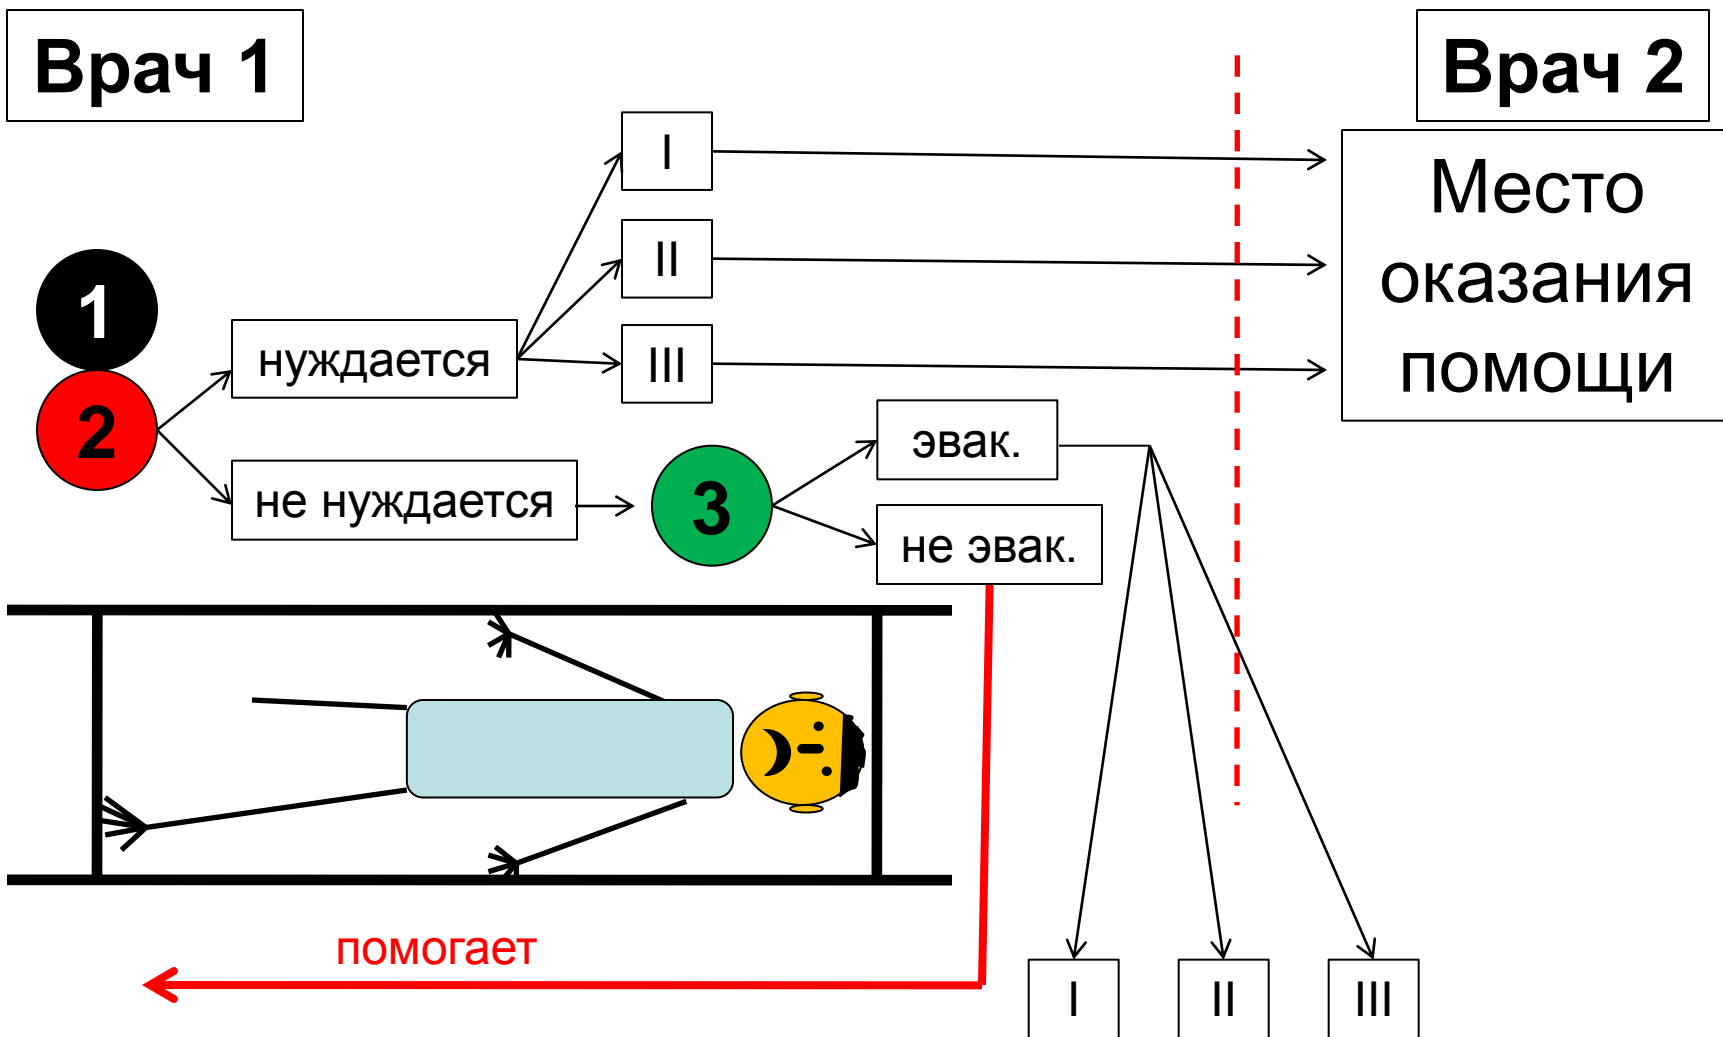 Врач 1
Врач 2
I
Место
оказания
помощи
II
1
нуждается
III
2
эвак.
не нуждается
3
не эвак.
помогает
I
II
III